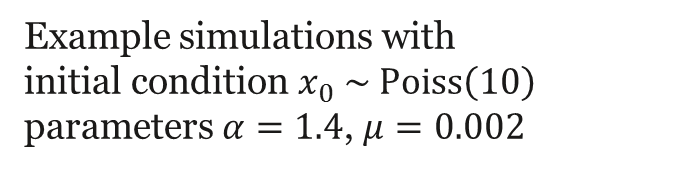 Example simulations with
initial condition x₀ ~ Poiss(10)
parameters α = 1.4, μ = 0.002